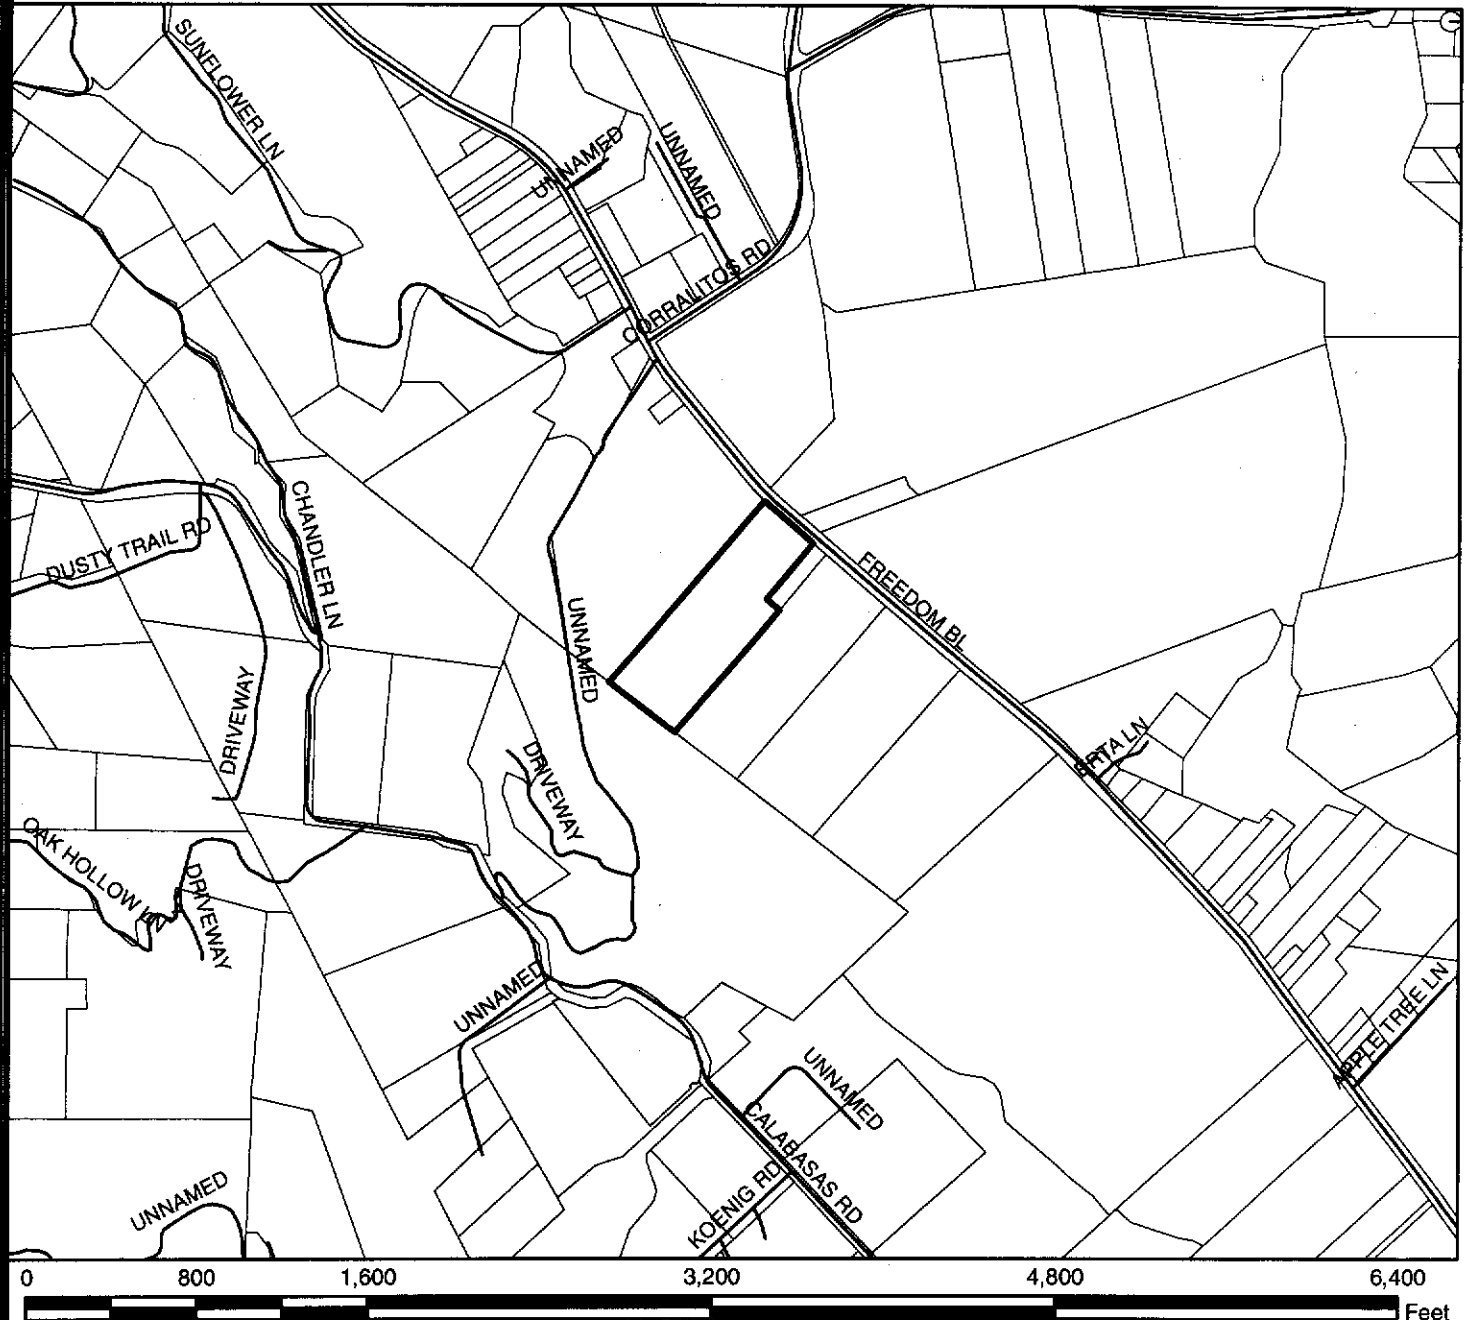 SUNFLOWER LN
UNNAMED
UNNAMED
CORRALITOS RD
CHANDLER LN
DUSTY TRAIL RD
FREEDOM BL
UNNAMED
DRIVEWAY
DRIVEWAY
OAK HOLLOW LN
DRIVEWAY
UNNAMED
APPLE TREE LN
UNNAMED
CALABASAS RD
KOENIG RD
UNNAMED
0 800 1,600 3,200 4,800 6,400
Feet